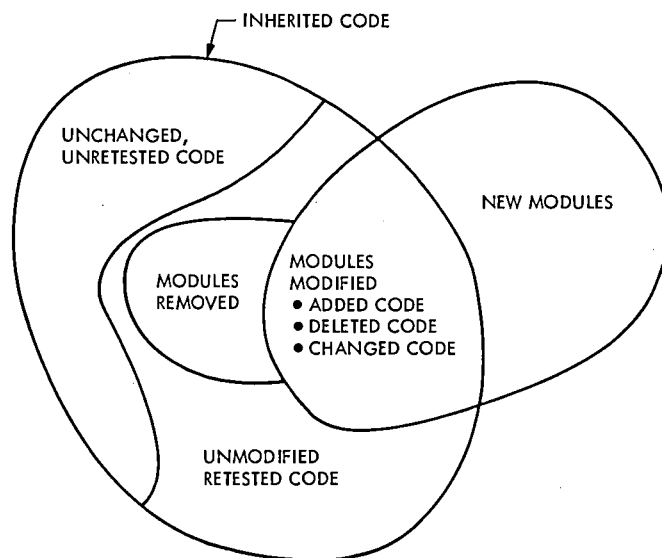 INHERITED CODE
UNCHANGED,
UNRETESTED CODE
NEW MODULES
MODULES
REMOVED
MODULES
MODIFIED
● ADDED CODE
● DELETED CODE
● CHANGED CODE
UNMODIFIED
RETESTED CODE